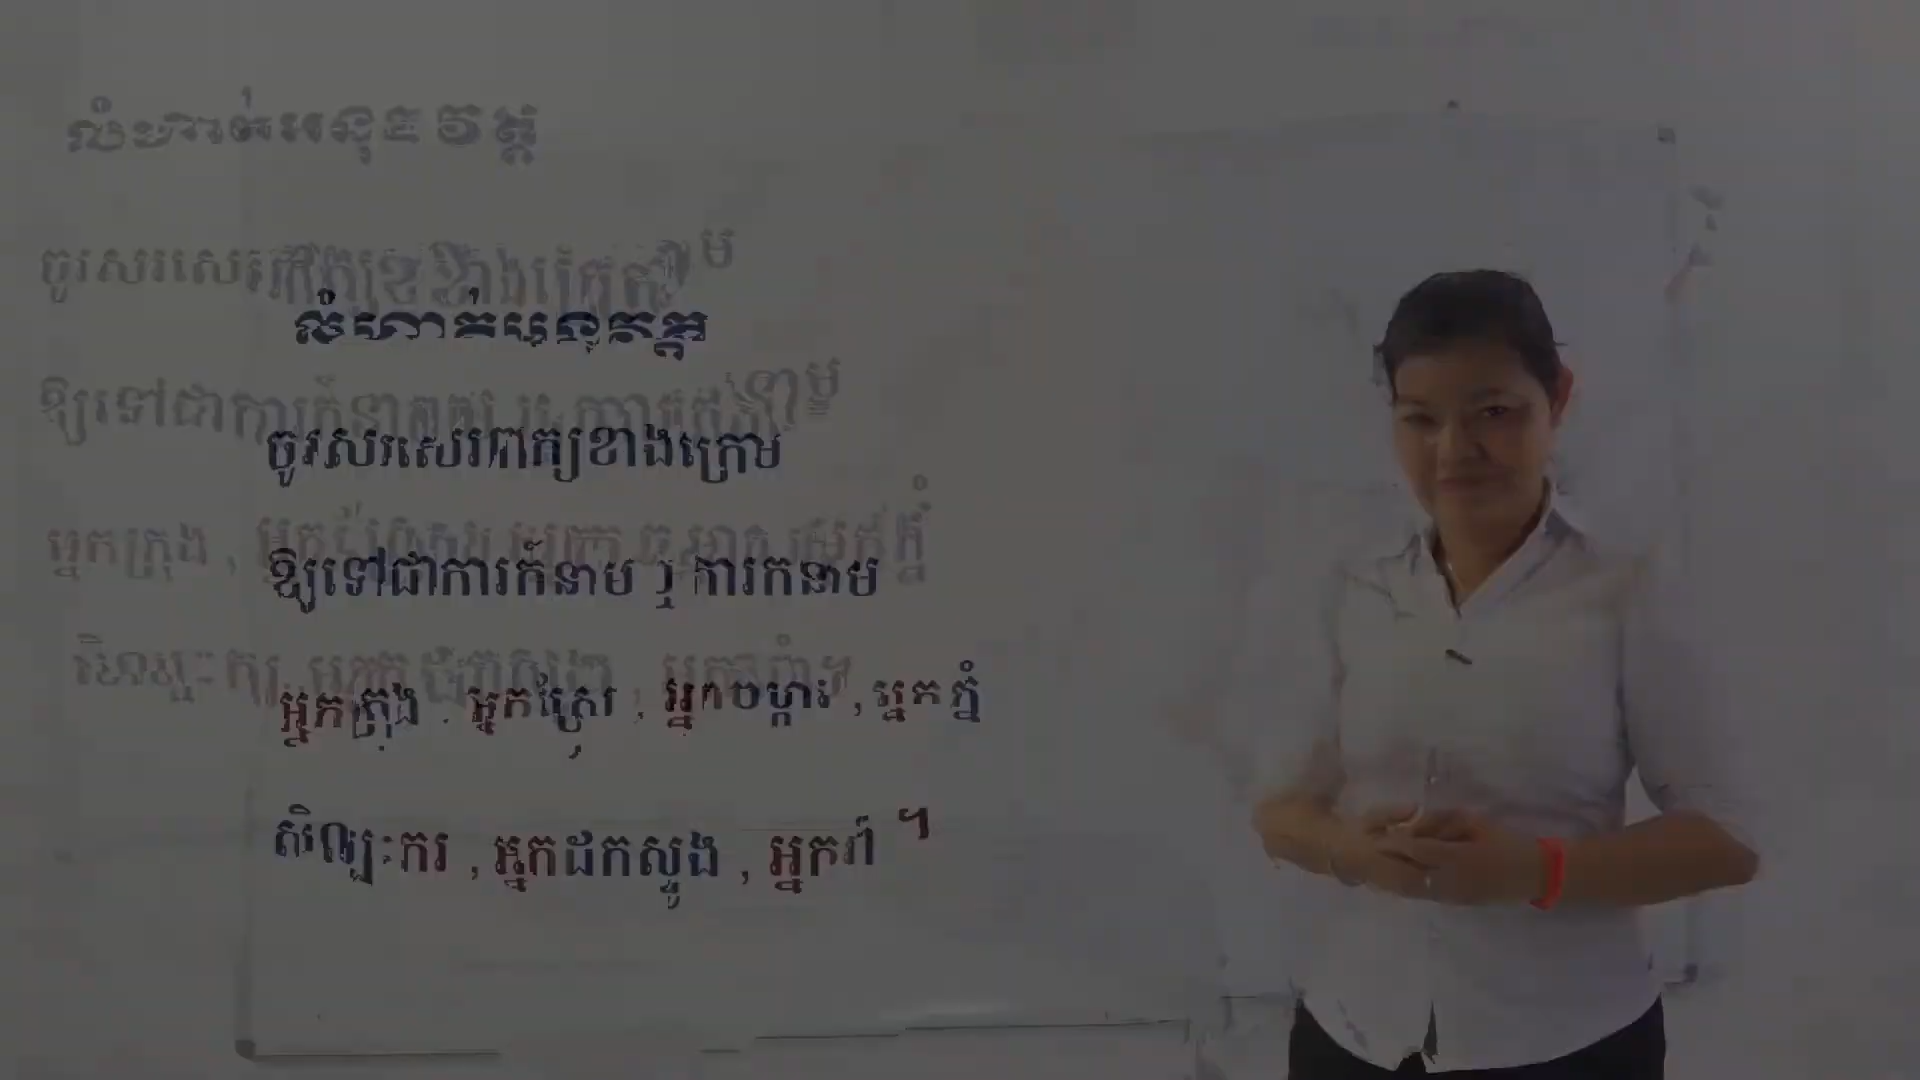 លំហាត់អនុវត្ត
ចូរសរសេរពាក្យខាងក្រោម
ឱ្យទៅជាការកំនាម ឬ ការកនាម
អ្នកក្រុង , អ្នកស្រែ , អ្នកចម្ការ , អ្នកភ្នំ
សិល្បៈករ , អ្នកដកស្ទូង , អ្នករាំ ។